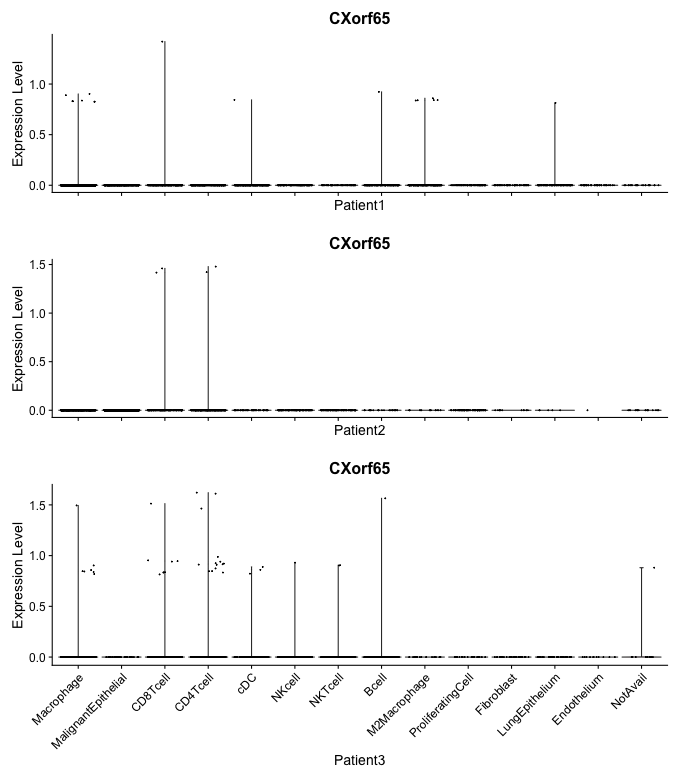 CXorf65
Expression Level
1.0
0.5
0.0
Patient1
CXorf65
Expression Level
1.5
1.0
0.5
0.0
Patient2
CXorf65
Expression Level
1.5
1.0
0.5
0.0
Macrophage
MalignantEpithelial
CD8Tcell
CD4Tcell
cDC
NKcell
NKTcell
Bcell
M2Macrophage
ProliferatingCell
Fibroblast
LungEpithelium
Endothelium
NotAvail
Patient3